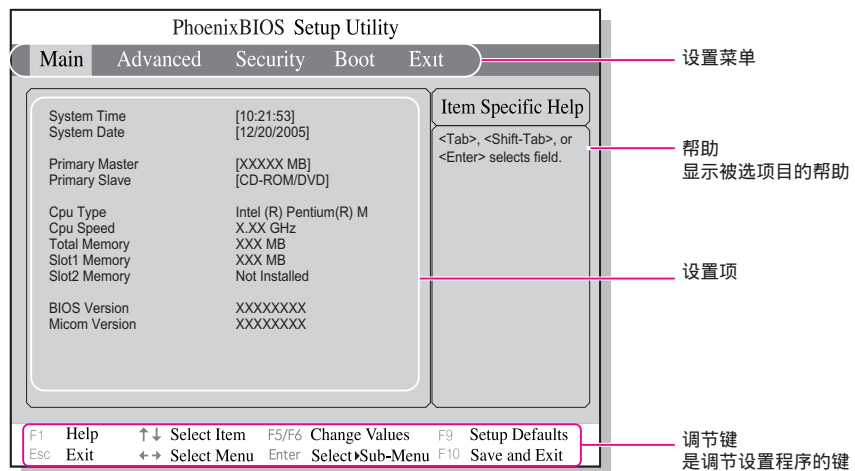 PhoenixBIOS Setup Utility
Main Advanced Security Boot Exit
设置菜单
System Time [10:21:53]
System Date [12/20/2005]
Primary Master [XXXXX MB]
Primary Slave [CD-ROM/DVD]
Cpu Type Intel (R) Pentium(R) M
Cpu Speed X.XX GHz
Total Memory XXX MB
Slot1 Memory XXX MB
Slot2 Memory Not Installed
BIOS Version XXXXXXXX
Micom Version XXXXXXXX
Item Specific Help
<Tab>, <Shift-Tab>, or
<Enter> selects field.
帮助
显示被选项目的帮助
设置项
F1 Help ↑↓ Select Item F5/F6 Change Values F9 Setup Defaults
Esc Exit ←→ Select Menu Enter Select▶Sub-Menu F10 Save and Exit
调节键
是调节设置程序的键